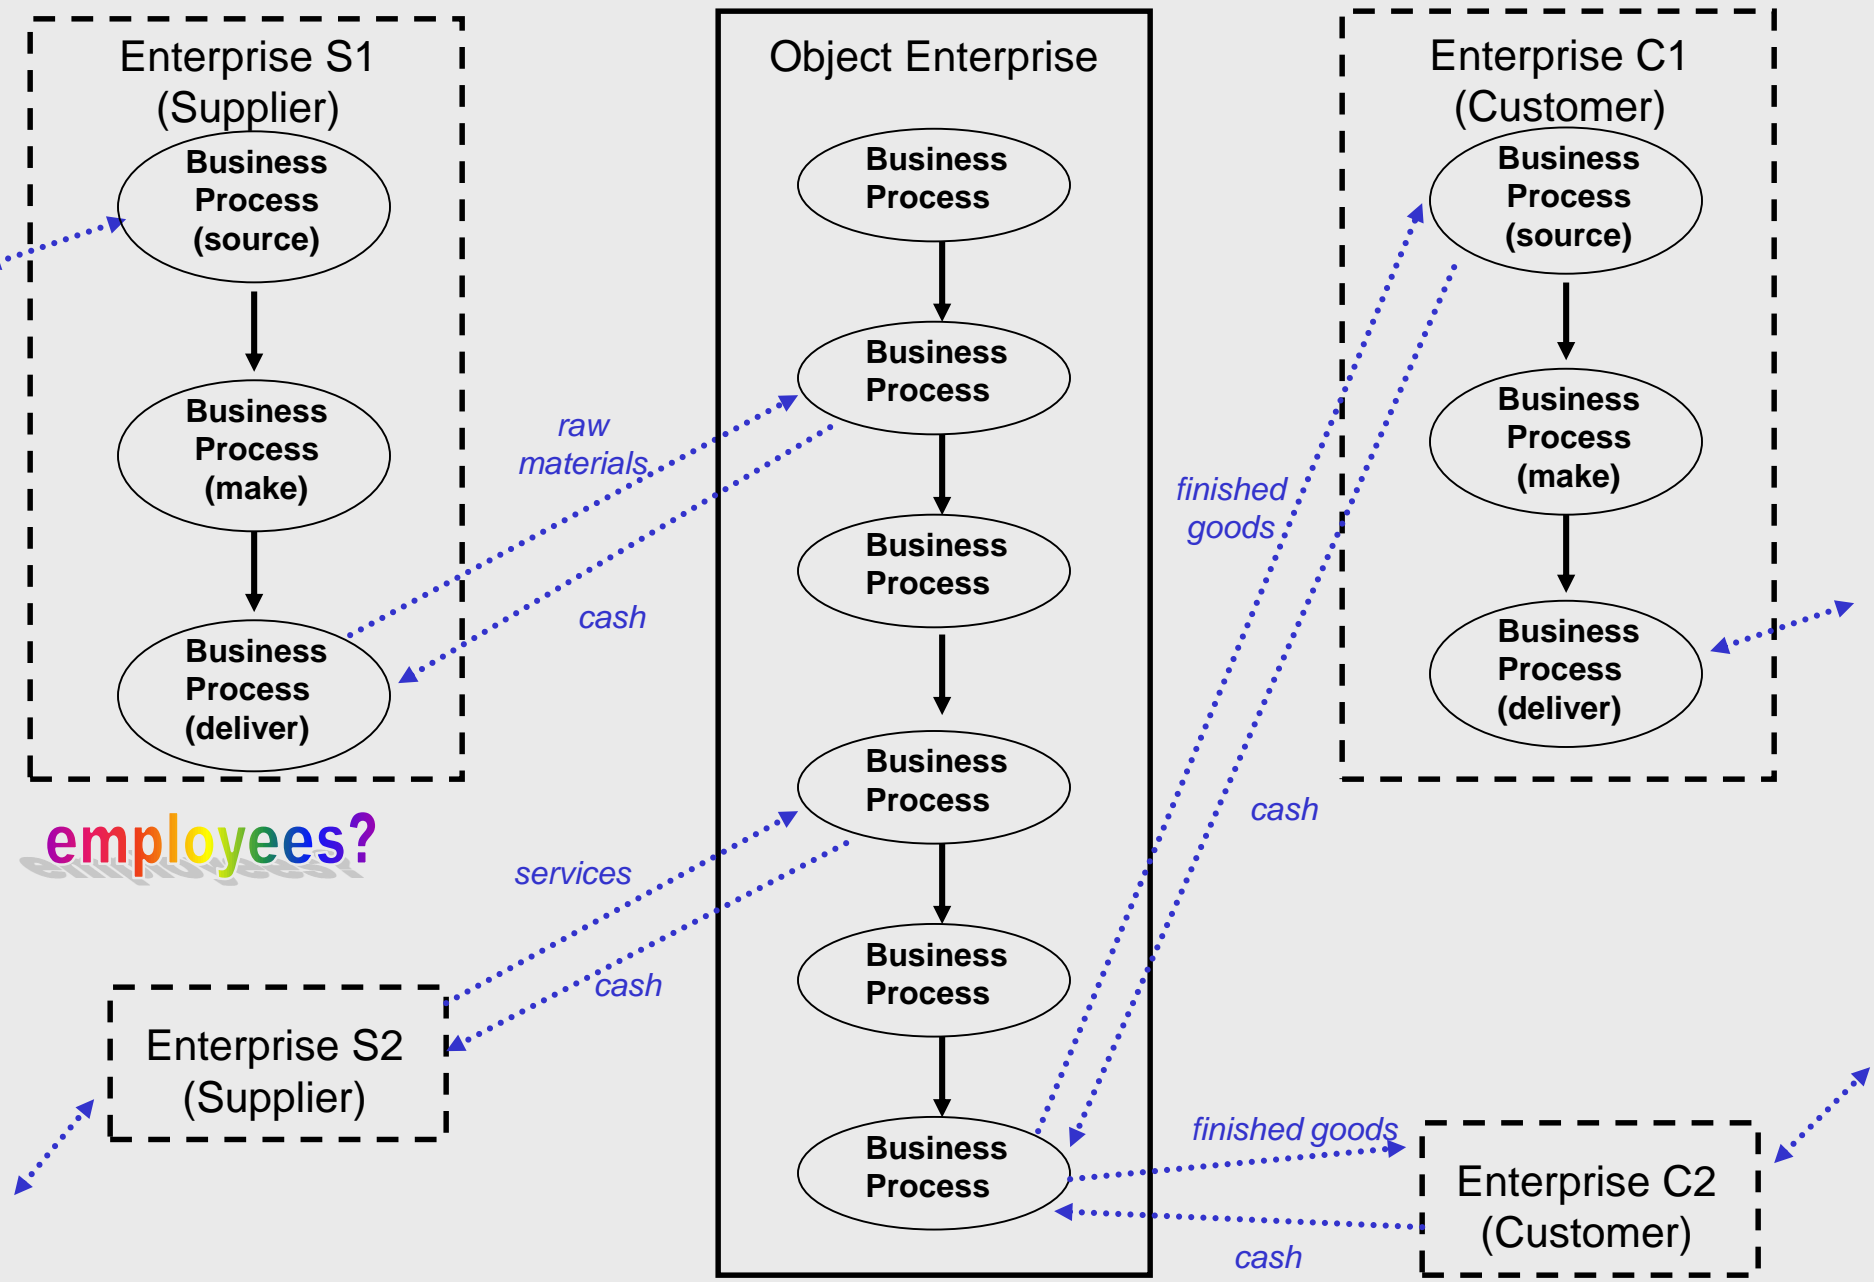 Enterprise S1
(Supplier)
Business
Process
(source)
Business
Process
(make)
Business
Process
(deliver)
employees?
Enterprise S2
(Supplier)
raw
materials
cash
services
cash
Object Enterprise
Business
Process
Business
Process
Business
Process
Business
Process
Business
Process
Business
Process
finished
goods
cash
finished goods
cash
Enterprise C1
(Customer)
Business
Process
(source)
Business
Process
(make)
Business
Process
(deliver)
Enterprise C2
(Customer)